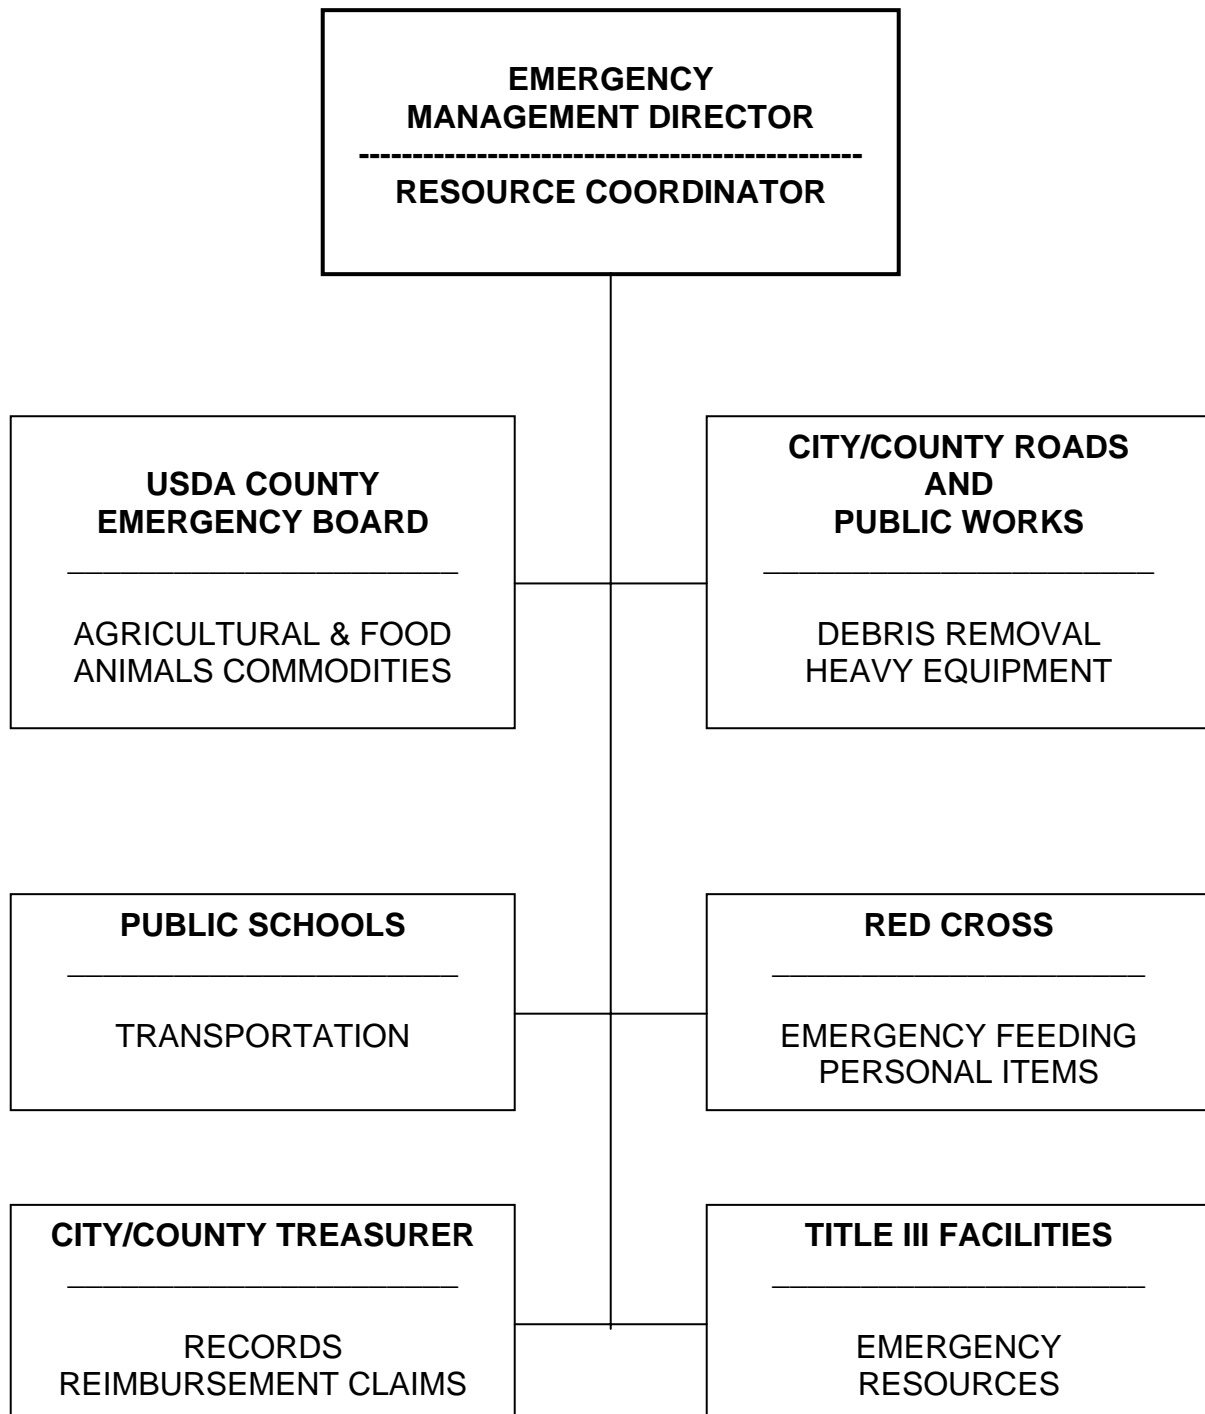 EMERGENCY
MANAGEMENT DIRECTOR
-----------------------------------------------
RESOURCE COORDINATOR
USDA COUNTY
EMERGENCY BOARD
AGRICULTURAL & FOOD
ANIMALS COMMODITIES
CITY/COUNTY ROADS
AND
PUBLIC WORKS
DEBRIS REMOVAL
HEAVY EQUIPMENT
PUBLIC SCHOOLS
TRANSPORTATION
RED CROSS
EMERGENCY FEEDING
PERSONAL ITEMS
CITY/COUNTY TREASURER
RECORDS
REIMBURSEMENT CLAIMS
TITLE III FACILITIES
EMERGENCY
RESOURCES